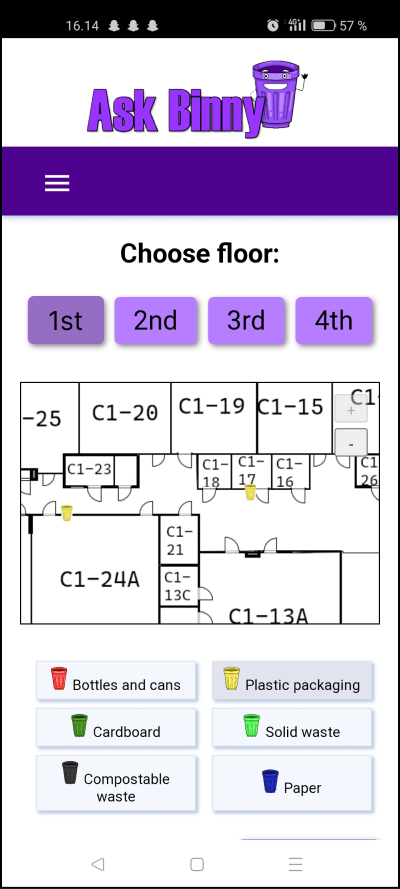 16.14 4G+ 57 %
Ask Binny
Choose floor:
1st 2nd 3rd 4th
-25 C1-20 C1-19 C1-15 C1-
+
-
C1-23 C1- C1- C1- C1
18 17 16 26
C1-
21
C1-24A
C1-
13C
C1-13A
Bottles and cans Plastic packaging
Cardboard Solid waste
Compostable
waste
Paper